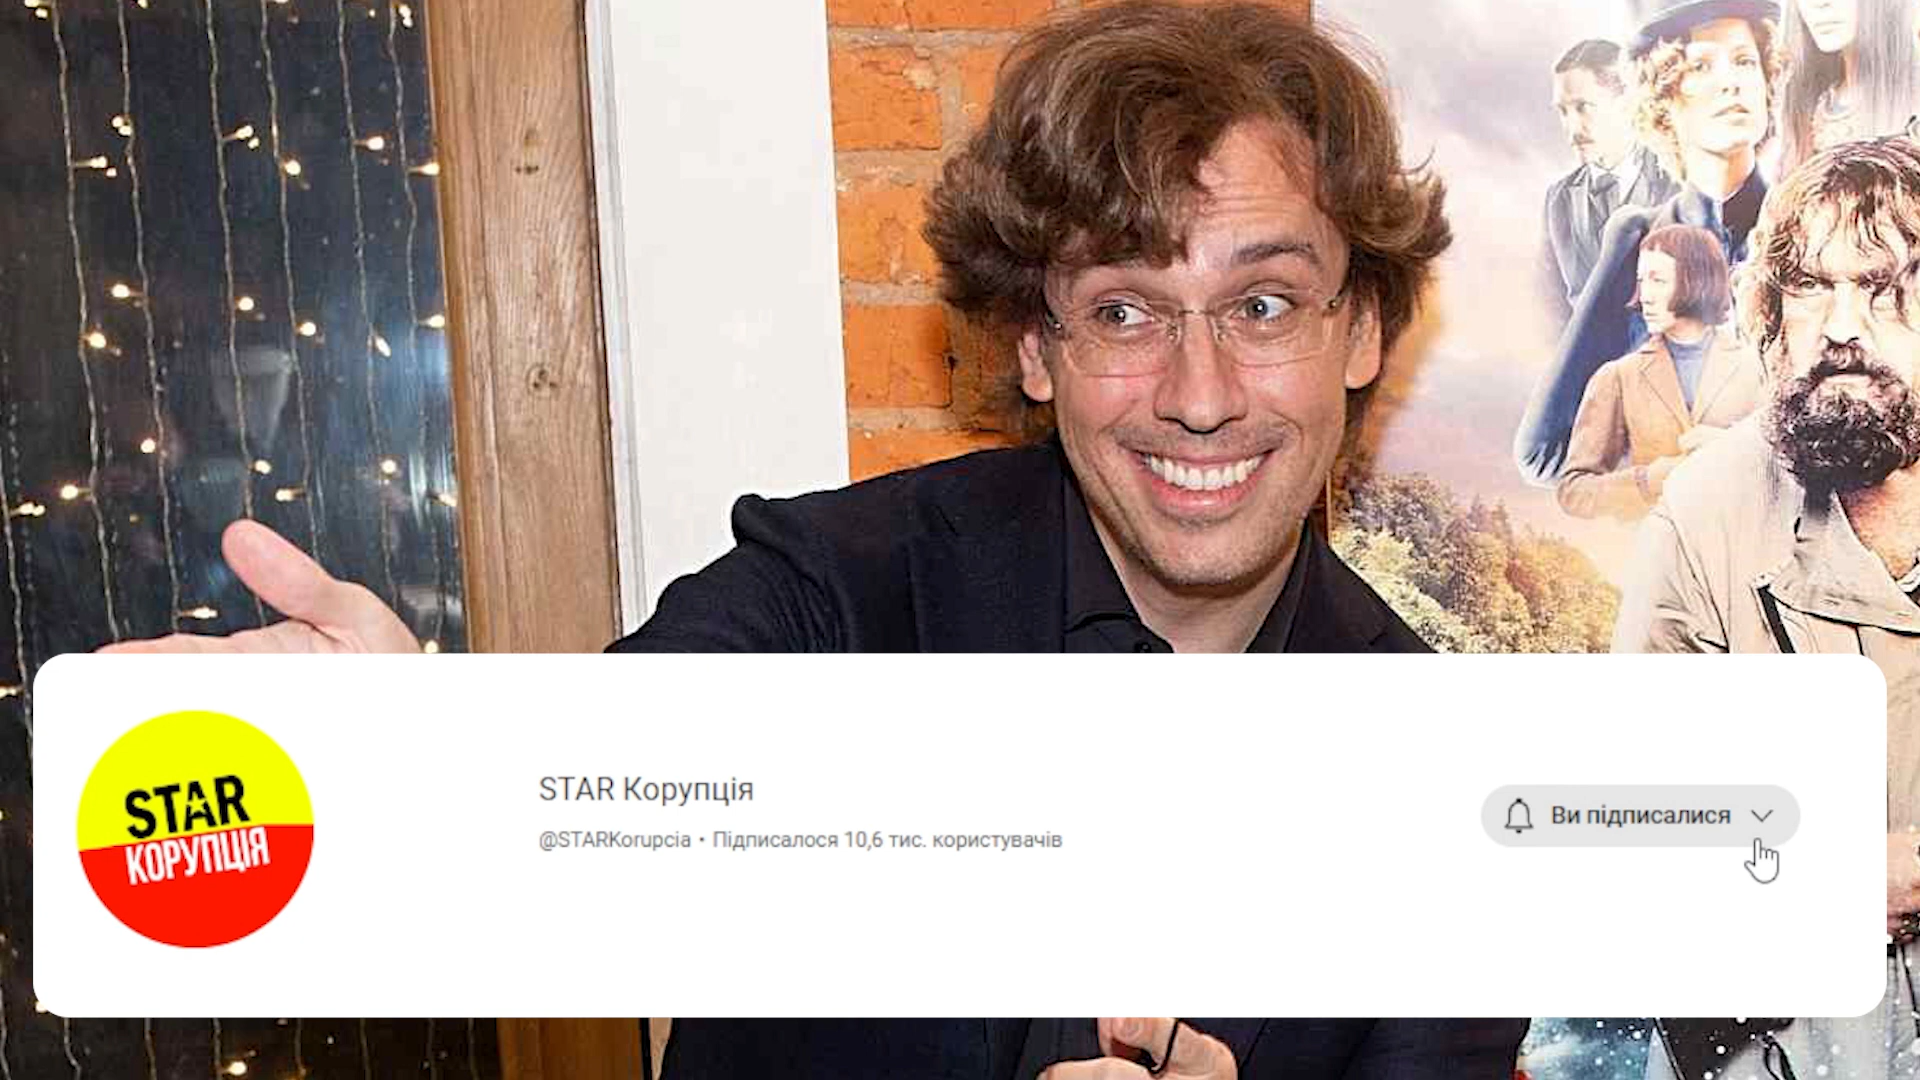 STAR
КОРУПЦІЯ
STAR Корупція
@STARKorupcia • Підписалося 10,6 тис. користувачів
Ви підписалися